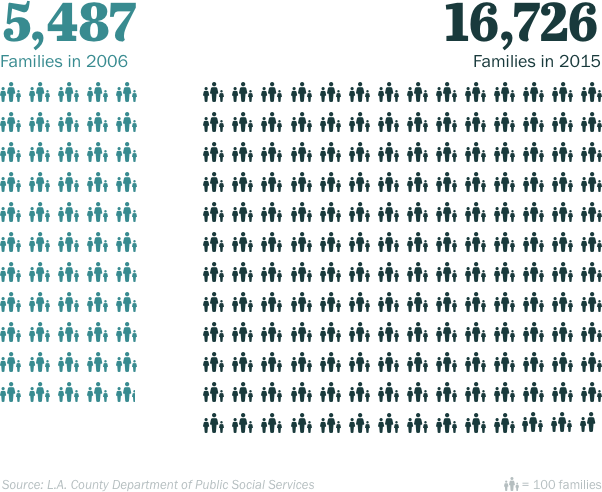 5,487
Families in 2006
16,726
Families in 2015
Source: L.A. County Department of Public Social Services
= 100 families